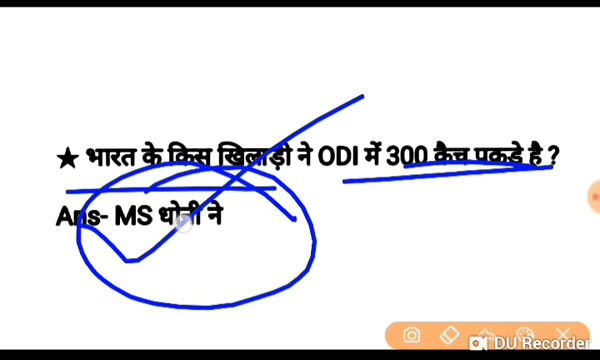 ★ भारत के किस खिलाड़ी ने ODI में 300 कैच पकडे है ?
Ans- MS धोनी ने
DU Recorder